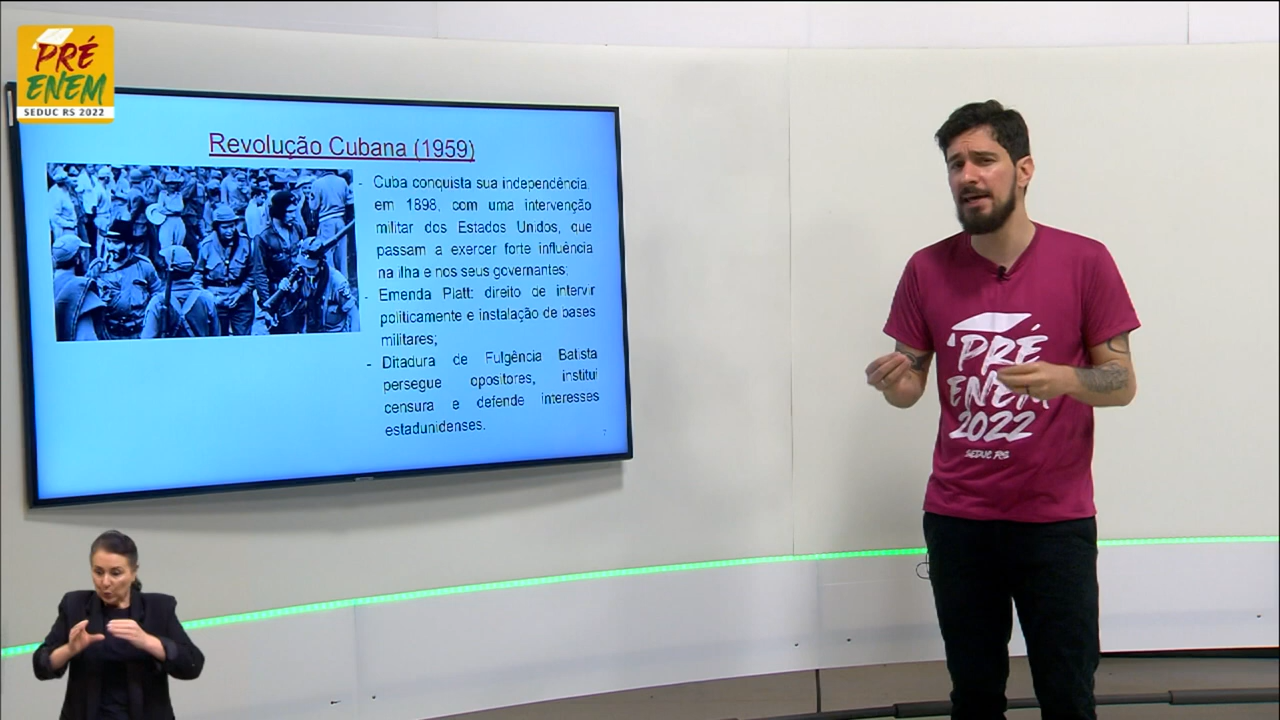 PRÉ
ENEM
SEDUC RS 2022
Revolução Cubana (1959)
- Cuba conquista sua independência,
em 1898, com uma intervenção
militar dos Estados Unidos, que
passam a exercer forte influência
na ilha e nos seus governantes;
- Emenda Platt: direito de intervir
politicamente e instalação de bases
militares;
- Ditadura de Fulgência Batista
persegue opositores, institui
censura e defende interesses
estadunidenses.
7
PRÉ
ENEM
2022
SEDUC RS